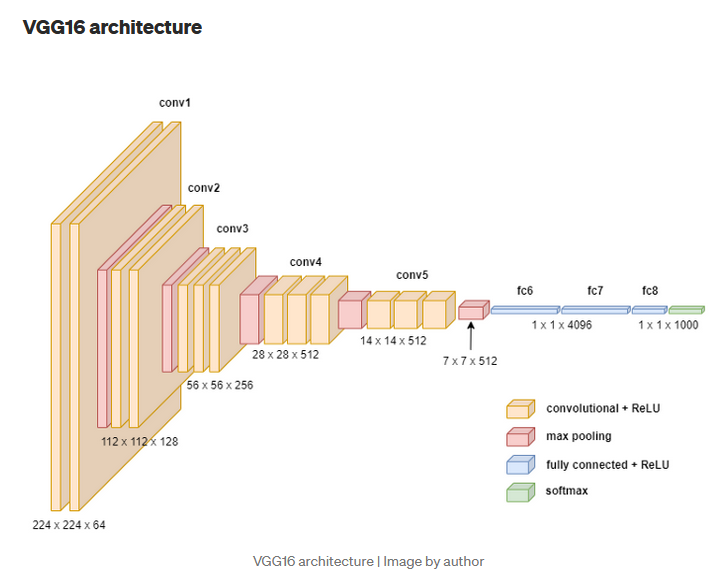 VGG16 architecture
conv1
conv2
conv3
conv4
conv5
fc6
fc7
fc8
1 x 1 x 4096
1 x 1 x 1000
14 x 14 x 512
28 x 28 x 512
7 x 7 x 512
56 x 56 x 256
112 x 112 x 128
224 x 224 x 64
convolutional + ReLU
max pooling
fully connected + ReLU
softmax
VGG16 architecture | Image by author